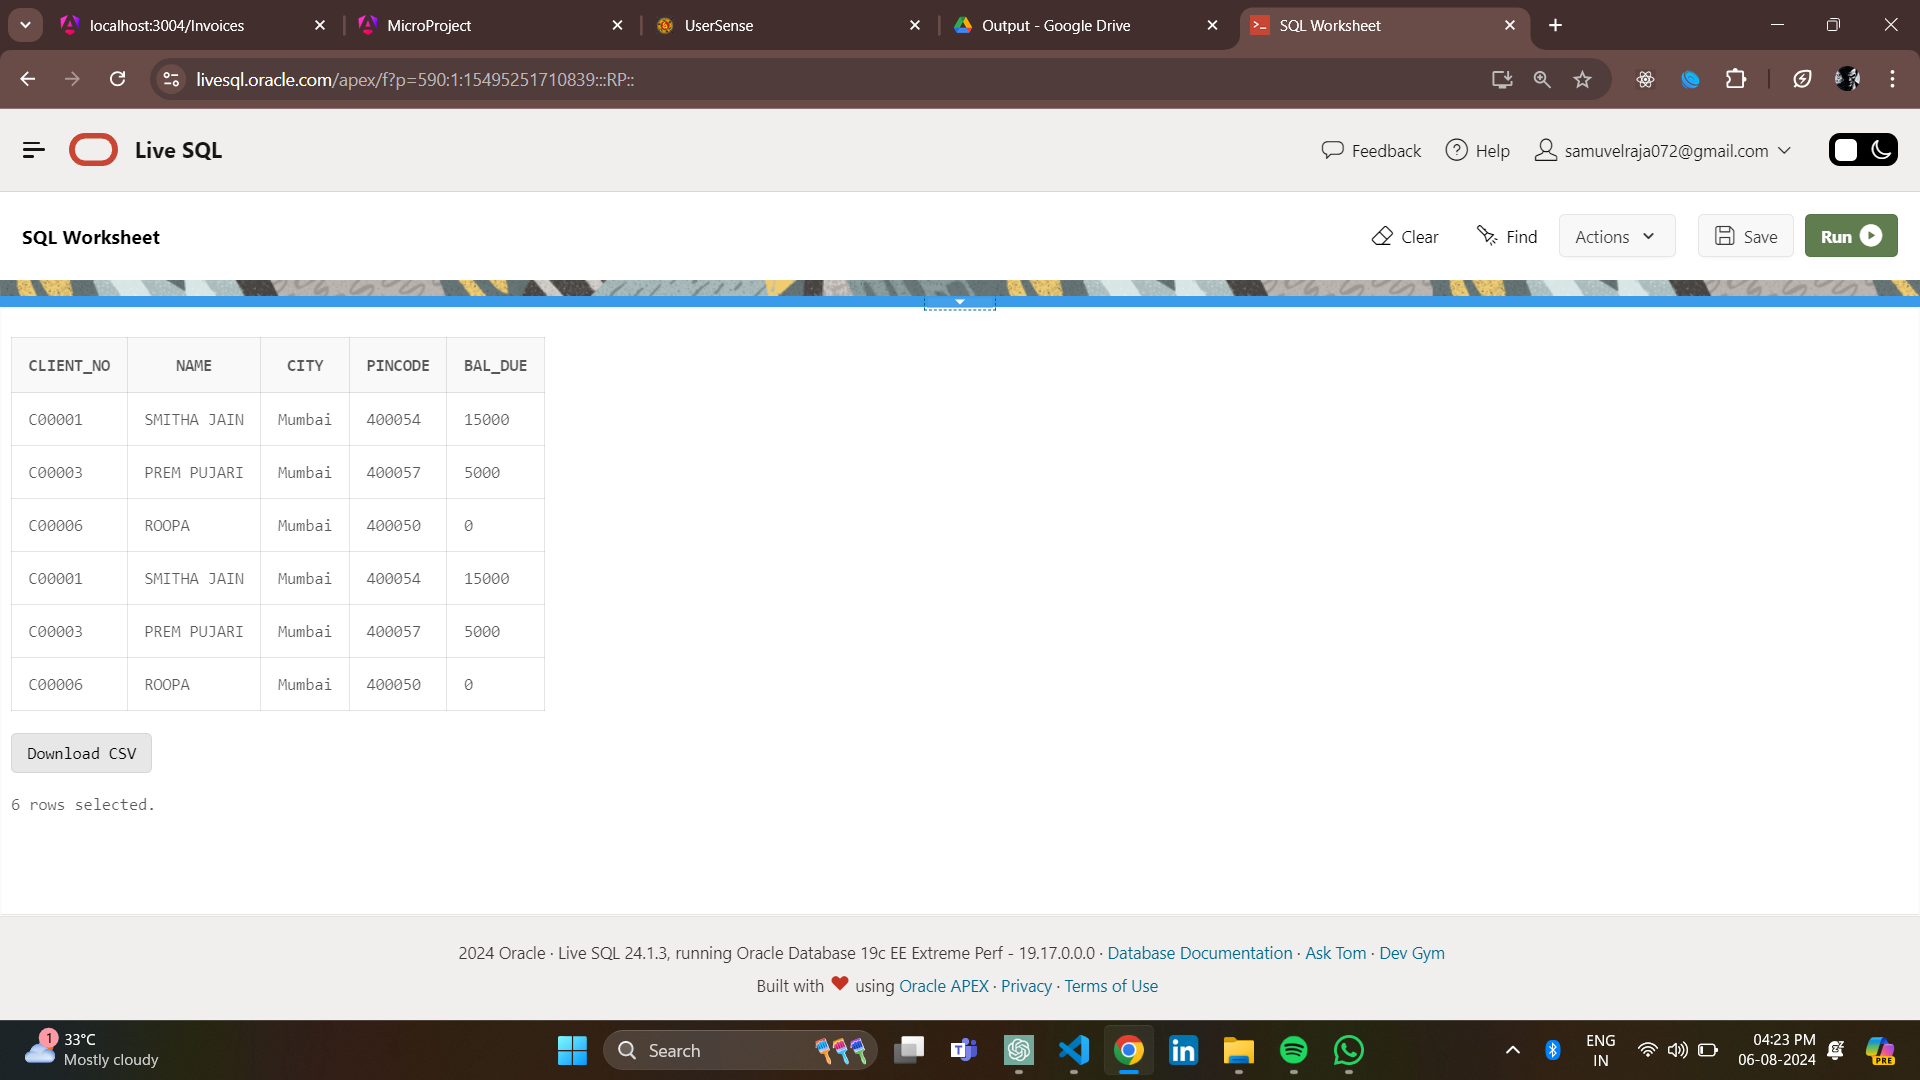 localhost:3004/Invoices
MicroProject
UserSense
Output - Google Drive
SQL Worksheet
livesql.oracle.com/apex/f?p=590:1:15495251710839:::RP::
Live SQL
Feedback
Help
samuvelraja072@gmail.com
SQL Worksheet
Clear
Find
Actions
Save
Run
CLIENT_NO NAME CITY PINCODE BAL_DUE
C00001 SMITHA JAIN Mumbai 400054 15000
C00003 PREM PUJARI Mumbai 400057 5000
C00006 ROOPA Mumbai 400050 0
C00001 SMITHA JAIN Mumbai 400054 15000
C00003 PREM PUJARI Mumbai 400057 5000
C00006 ROOPA Mumbai 400050 0
Download CSV
6 rows selected.
2024 Oracle · Live SQL 24.1.3, running Oracle Database 19c EE Extreme Perf - 19.17.0.0.0 · Database Documentation · Ask Tom · Dev Gym
Built with ❤ using Oracle APEX · Privacy · Terms of Use
1
33°C
Mostly cloudy
Search
ENG
IN
04:23 PM
06-08-2024
PRE